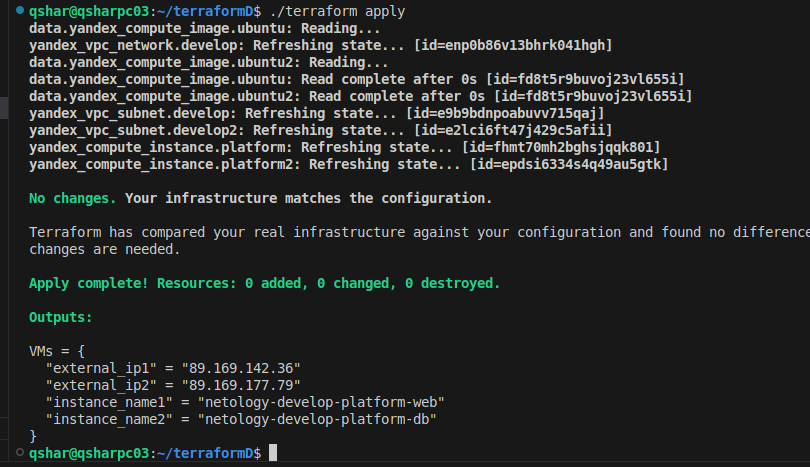 qshar@qsharpc03:~/terraformD$ ./terraform apply
data.yandex_compute_image.ubuntu: Reading...
yandex_vpc_network.develop: Refreshing state... [id=enp0b86v13bhrk041hgh]
data.yandex_compute_image.ubuntu2: Reading...
data.yandex_compute_image.ubuntu: Read complete after 0s [id=fd8t5r9buvoj23vl655i]
data.yandex_compute_image.ubuntu2: Read complete after 0s [id=fd8t5r9buvoj23vl655i]
yandex_vpc_subnet.develop: Refreshing state... [id=e9b9bdnpoabuvv715qaj]
yandex_vpc_subnet.develop2: Refreshing state... [id=e2lci6ft47j429c5afii]
yandex_compute_instance.platform: Refreshing state... [id=fhmt70mh2bghsjqqk801]
yandex_compute_instance.platform2: Refreshing state... [id=epdsi6334s4q49au5gtk]
No changes. Your infrastructure matches the configuration.
Terraform has compared your real infrastructure against your configuration and found no difference
changes are needed.
Apply complete! Resources: 0 added, 0 changed, 0 destroyed.
Outputs:
VMs = {
  "external_ip1" = "89.169.142.36"
  "external_ip2" = "89.169.177.79"
  "instance_name1" = "netology-develop-platform-web"
  "instance_name2" = "netology-develop-platform-db"
}
qshar@qsharpc03:~/terraformD$